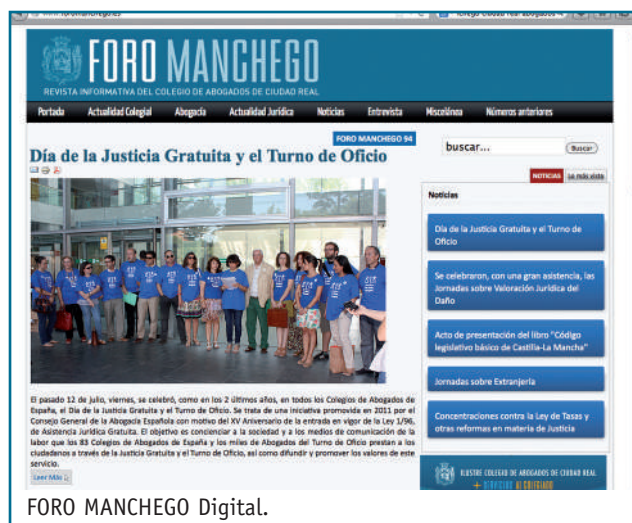 FORO MANCHEGO
REVISTA INFORMATIVA DEL COLEGIO DE ABOGADOS DE CIUDAD REAL
Portada Actualidad Colegial Abogacía Actualidad Jurídica Noticias Entrevista Miscelánea Números anteriores
FORO MANCHEGO 94
Día de la Justicia Gratuita y el Turno de Oficio
El pasado 12 de julio, viernes, se celebró, como en los 2 últimos años, en todos los Colegios de Abogados de
España, el Día de la Justicia Gratuita y el Turno de Oficio. Se trata de una iniciativa promovida en 2011 por el
Consejo General de la Abogacía Española con motivo del XV Aniversario de la entrada en vigor de la Ley 1/96,
de Asistencia Jurídica Gratuita. El objetivo es concienciar a la sociedad y a los medios de comunicación de la
labor que los 83 Colegios de Abogados de España y los miles de Abogados del Turno de Oficio prestan a los
ciudadanos a través de la Justicia Gratuita y el Turno de Oficio, así como difundir y promover los valores de este
servicio.
Leer Más
buscar...
Buscar
NOTICIAS Lo más visto
Noticias
Día de la Justicia Gratuita y el Turno de
Oficio
Se celebraron, con una gran asistencia, las
Jornadas sobre Valoración Jurídica del
Daño
Acto de presentación del libro "Código
legislativo básico de Castilla-La Mancha"
Jornadas sobre Extranjería
Concentraciones contra la Ley de Tasas y
otras reformas en materia de Justicia
ILUSTRE COLEGIO DE ABOGADOS DE CIUDAD REAL
+ SERVICIOS AL COLEGIADO
FORO MANCHEGO Digital.